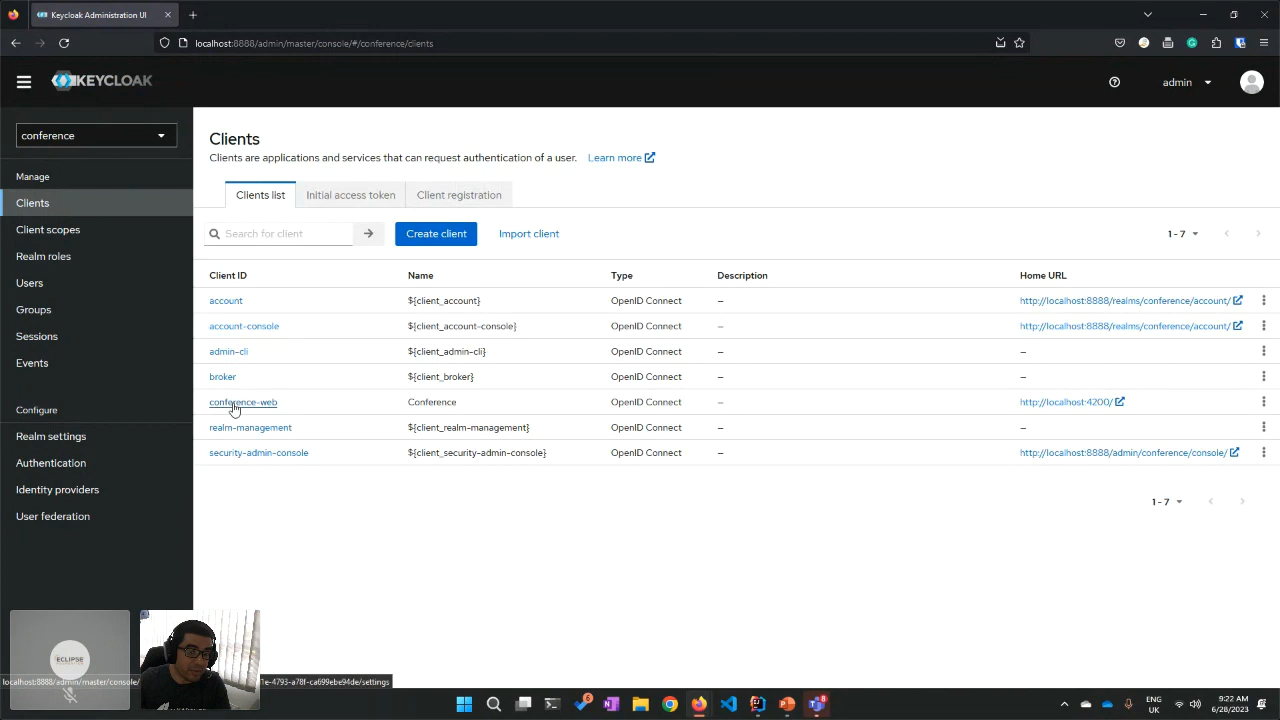 Keycloak Administration UI
localhost:8888/admin/master/console/#/conference/clients
KEYCLOAK
admin
conference
Manage
Clients
Client scopes
Realm roles
Users
Groups
Sessions
Events
Configure
Realm settings
Authentication
Identity providers
User federation
Clients
Clients are applications and services that can request authentication of a user. Learn more
Clients list Initial access token Client registration
Search for client Create client Import client 1 - 7
Client ID Name Type Description Home URL
account ${client_account} OpenID Connect – http://localhost:8888/realms/conference/account/
account-console ${client_account-console} OpenID Connect – http://localhost:8888/realms/conference/account/
admin-cli ${client_admin-cli} OpenID Connect – –
broker ${client_broker} OpenID Connect – –
conference-web Conference OpenID Connect – http://localhost:4200/
realm-management ${client_realm-management} OpenID Connect – –
security-admin-console ${client_security-admin-console} OpenID Connect – http://localhost:8888/admin/conference/console/
1 - 7
ECLIPSE
localhost:8888/admin/master/console/ 1e-4793-a78f-ca699ebe94de/settings
6
8
ENG
UK
9:22 AM
6/28/2023